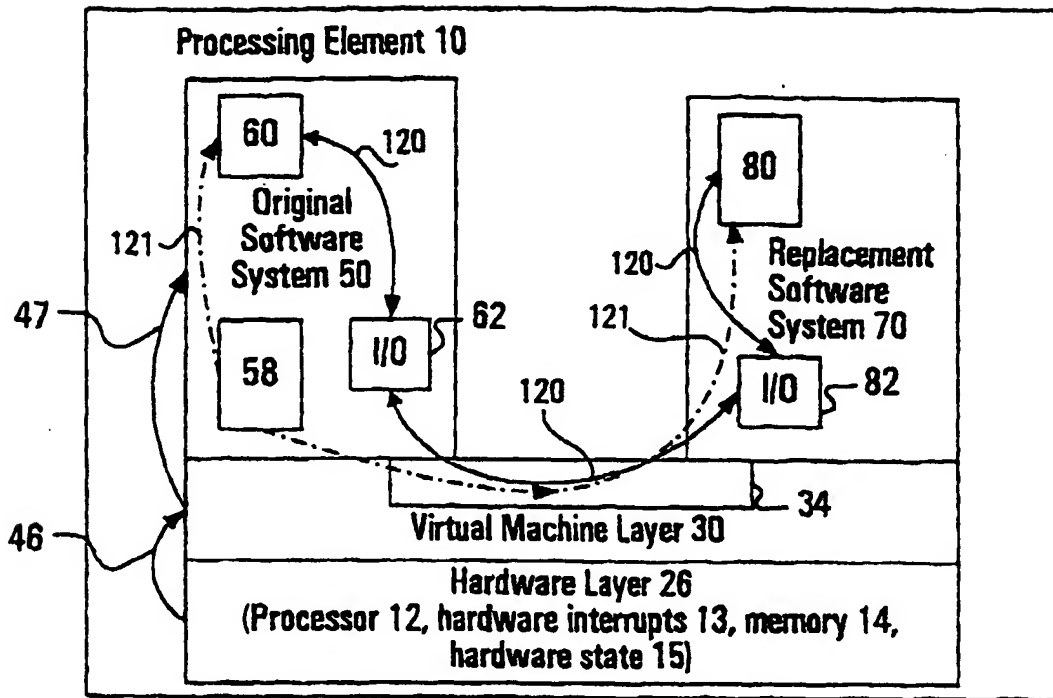 Processing Element 10
60
120
80
Original
Software
System 50
121
120
Replacement
Software
System 70
47
62
121
58
I/O
I/O
82
120
34
Virtual Machine Layer 30
46
Hardware Layer 26
(Processor 12, hardware interrupts 13, memory 14,
hardware state 15)